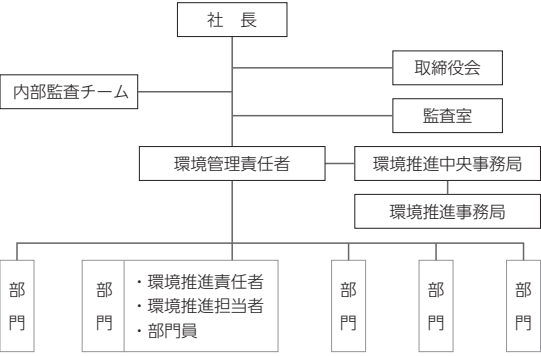 社　長
取締役会
内部監査チーム
監査室
環境管理責任者
環境推進中央事務局
環境推進事務局
部門
部門
・環境推進責任者
・環境推進担当者
・部門員
部門
部門
部門